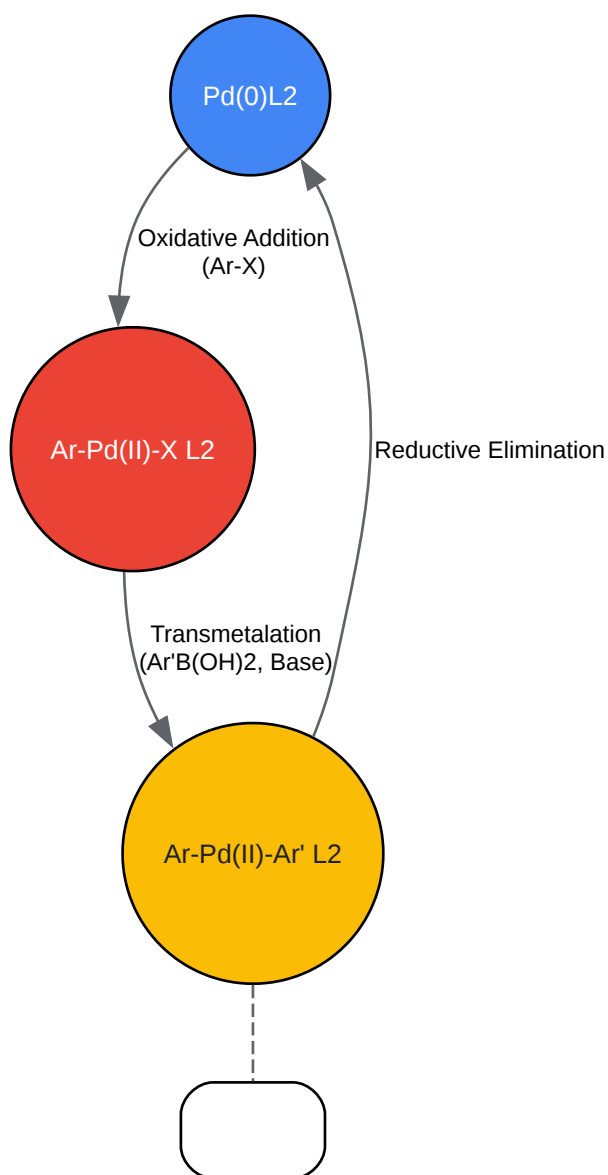 Pd(0)L2
Oxidative Addition
(Ar-X)
Ar-Pd(II)-X L2
Reductive Elimination
Transmetalation
(Ar'B(OH)2, Base)
Ar-Pd(II)-Ar' L2